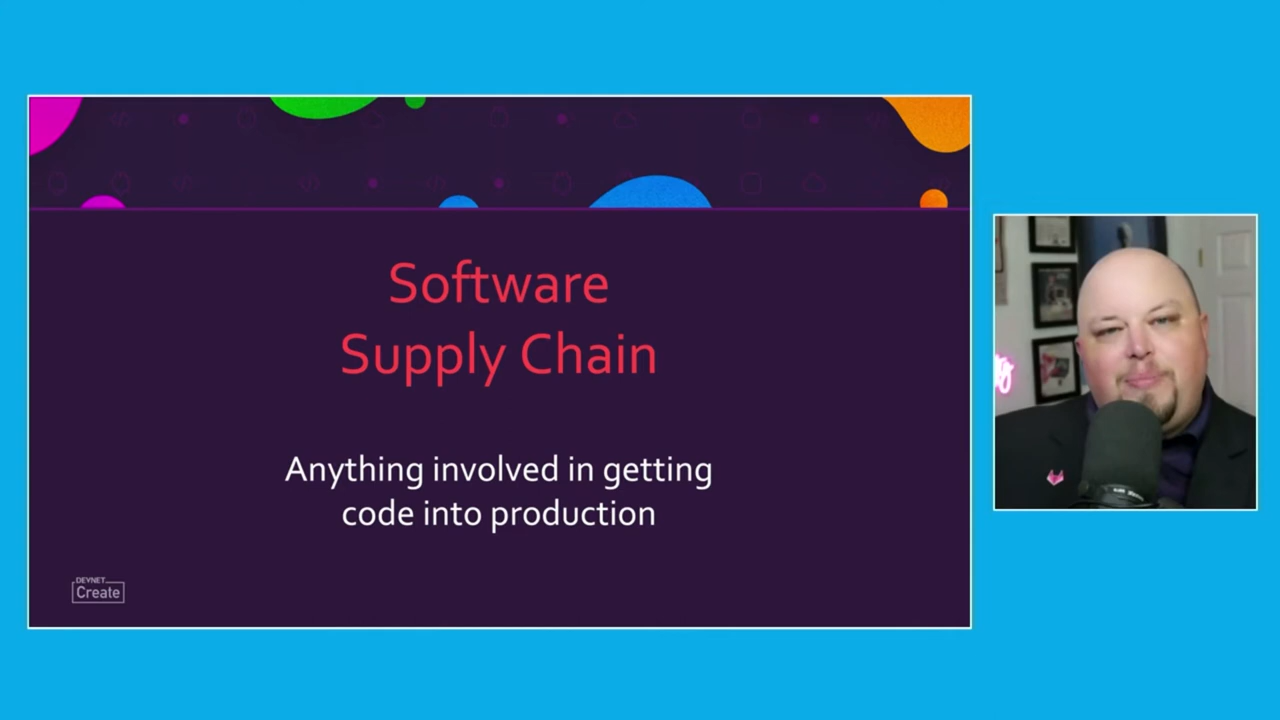 Software
Supply Chain
Anything involved in getting
code into production
DEVNET
Create